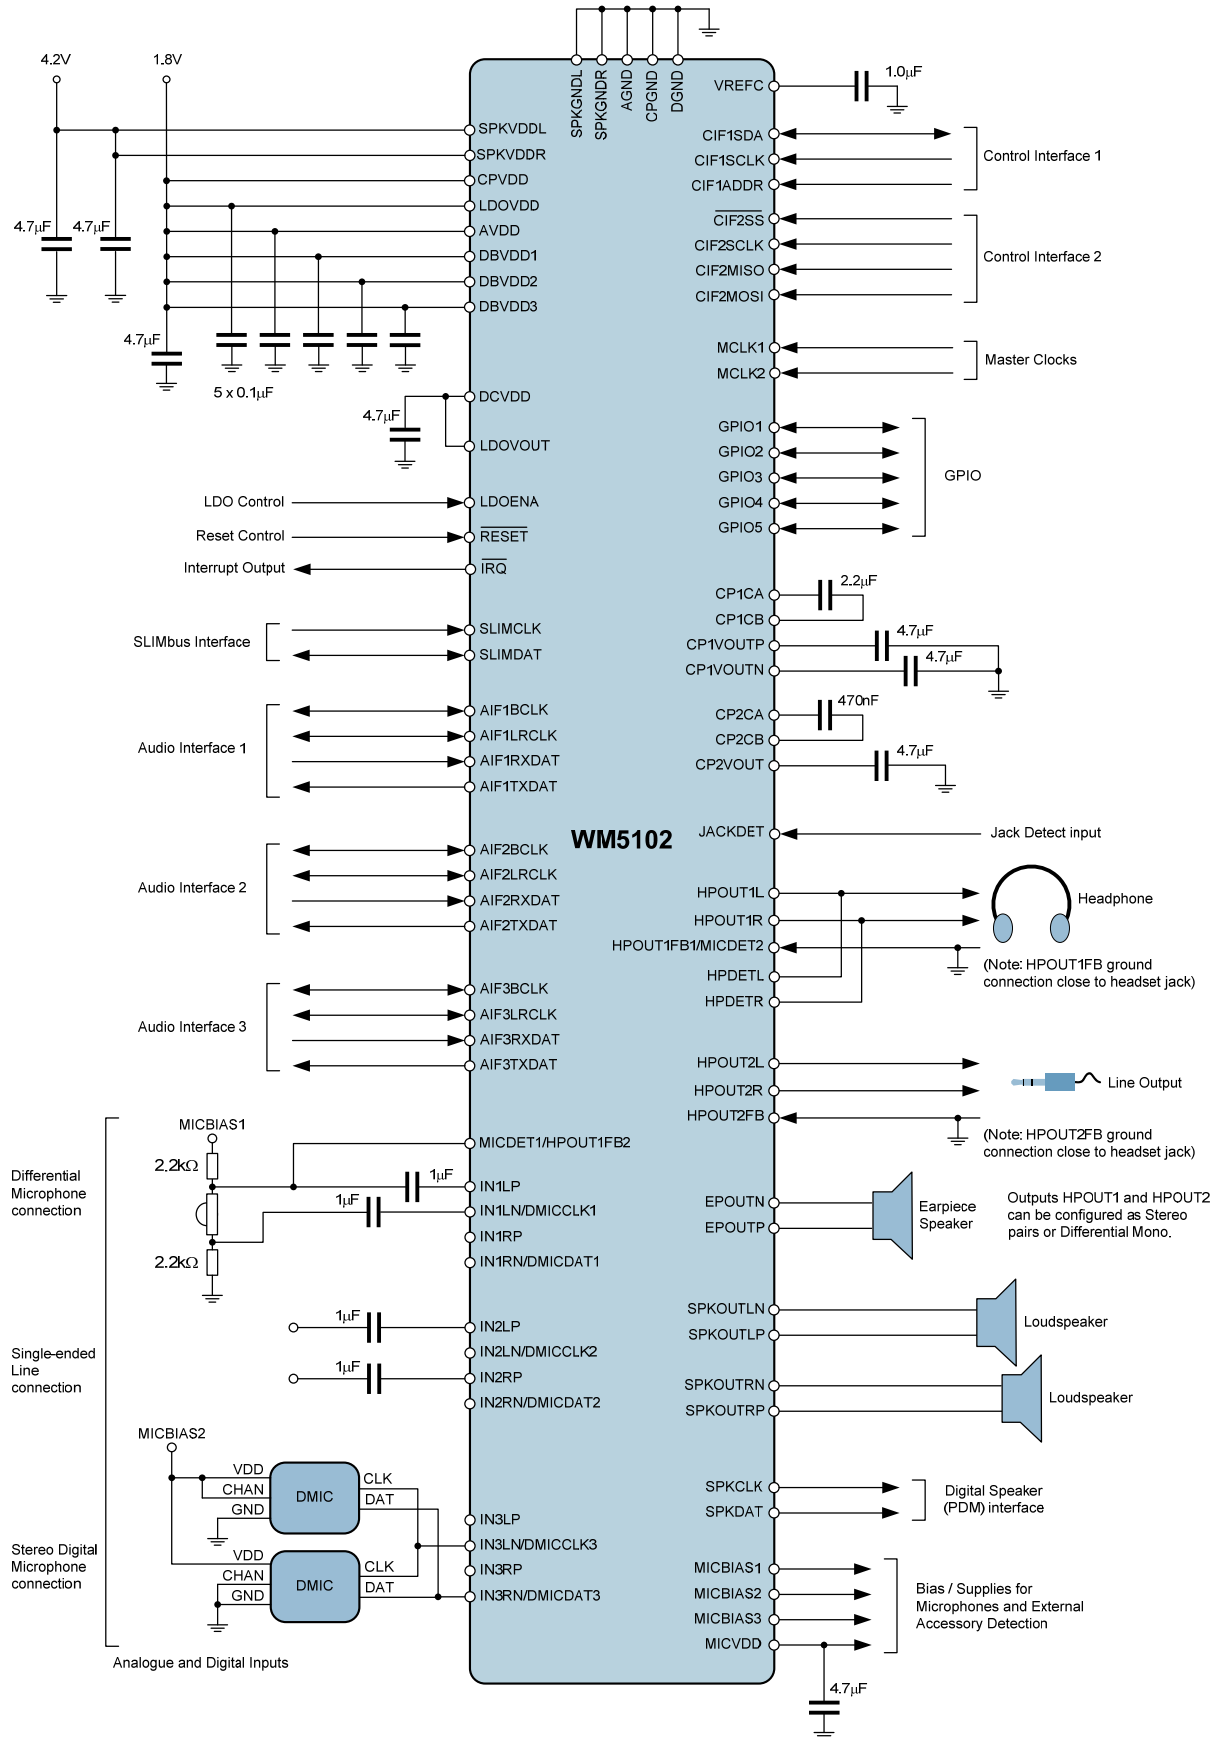 4.2V
1.8V
SPKGNDL
SPKGNDR
AGND
CPGND
DGND
SPKVDDL
SPKVDDR
CPVDD
LDOVDD
AVDD
DBVDD1
DBVDD2
DBVDD3
4.7µF
4.7µF
4.7µF
5 x 0.1µF
DCVDD
4.7µF
LDOVOUT
LDO Control
LDOENA
Reset Control
RESET
Interrupt Output
IRQ
SLIMbus Interface
SLIMCLK
SLIMDAT
Audio Interface 1
AIF1BCLK
AIF1LRCLK
AIF1RXDAT
AIF1TXDAT
Audio Interface 2
AIF2BCLK
AIF2LRCLK
AIF2RXDAT
AIF2TXDAT
Audio Interface 3
AIF3BCLK
AIF3LRCLK
AIF3RXDAT
AIF3TXDAT
MICBIAS1
2.2kΩ
2.2kΩ
Differential
Microphone
connection
MICDET1/HPOUT1FB2
1µF
IN1LP
1µF
IN1LN/DMICCLK1
IN1RP
IN1RN/DMICDAT1
Single-ended
Line
connection
1µF
IN2LP
IN2LN/DMICCLK2
1µF
IN2RP
IN2RN/DMICDAT2
MICBIAS2
Stereo Digital
Microphone
connection
VDD
CHAN
GND
DMIC
CLK
DAT
VDD
CHAN
GND
DMIC
CLK
DAT
IN3LP
IN3LN/DMICCLK3
IN3RP
IN3RN/DMICDAT3
Analogue and Digital Inputs
WM5102
VREFC
1.0µF
CIF1SDA
CIF1SCLK
CIF1ADDR
Control Interface 1
CIF2SS
CIF2SCLK
CIF2MISO
CIF2MOSI
Control Interface 2
MCLK1
MCLK2
Master Clocks
GPIO1
GPIO2
GPIO3
GPIO4
GPIO5
GPIO
CP1CA
2.2µF
CP1CB
CP1VOUTP
4.7µF
CP1VOUTN
4.7µF
CP2CA
470nF
CP2CB
CP2VOUT
4.7µF
JACKDET
Jack Detect input
HPOUT1L
HPOUT1R
HPOUT1FB1/MICDET2
HPDETL
HPDETR
Headphone
(Note: HPOUT1FB ground
connection close to headset jack)
HPOUT2L
HPOUT2R
HPOUT2FB
Line Output
(Note: HPOUT2FB ground
connection close to headset jack)
EPOUTN
EPOUTP
Earpiece
Speaker
Outputs HPOUT1 and HPOUT2
can be configured as Stereo
pairs or Differential Mono.
SPKOUTLN
SPKOUTLP
Loudspeaker
SPKOUTRN
SPKOUTRP
Loudspeaker
SPKCLK
SPKDAT
Digital Speaker
(PDM) interface
MICBIAS1
MICBIAS2
MICBIAS3
MICVDD
Bias / Supplies for
Microphones and External
Accessory Detection
4.7µF